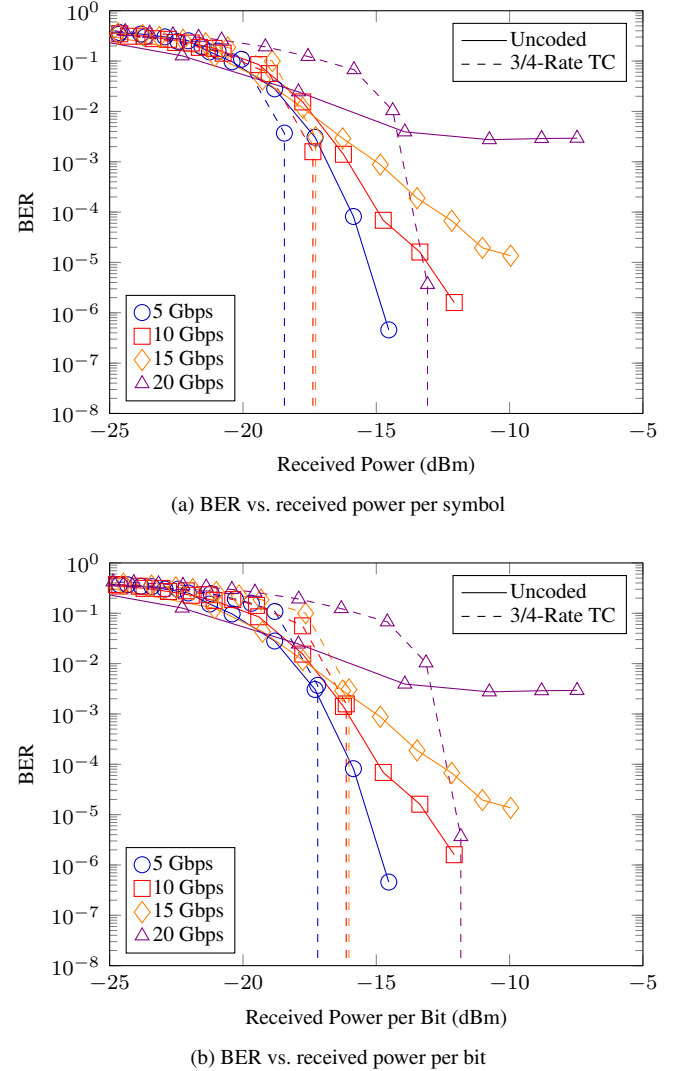 10^0
10^−1
10^−2
10^−3
10^−4
10^−5
10^−6
10^−7
10^−8
BER
Uncoded
3/4-Rate TC
5 Gbps
10 Gbps
15 Gbps
20 Gbps
−25 −20 −15 −10 −5
Received Power (dBm)
(a) BER vs. received power per symbol
10^0
10^−1
10^−2
10^−3
10^−4
10^−5
10^−6
10^−7
10^−8
BER
Uncoded
3/4-Rate TC
5 Gbps
10 Gbps
15 Gbps
20 Gbps
−25 −20 −15 −10 −5
Received Power per Bit (dBm)
(b) BER vs. received power per bit